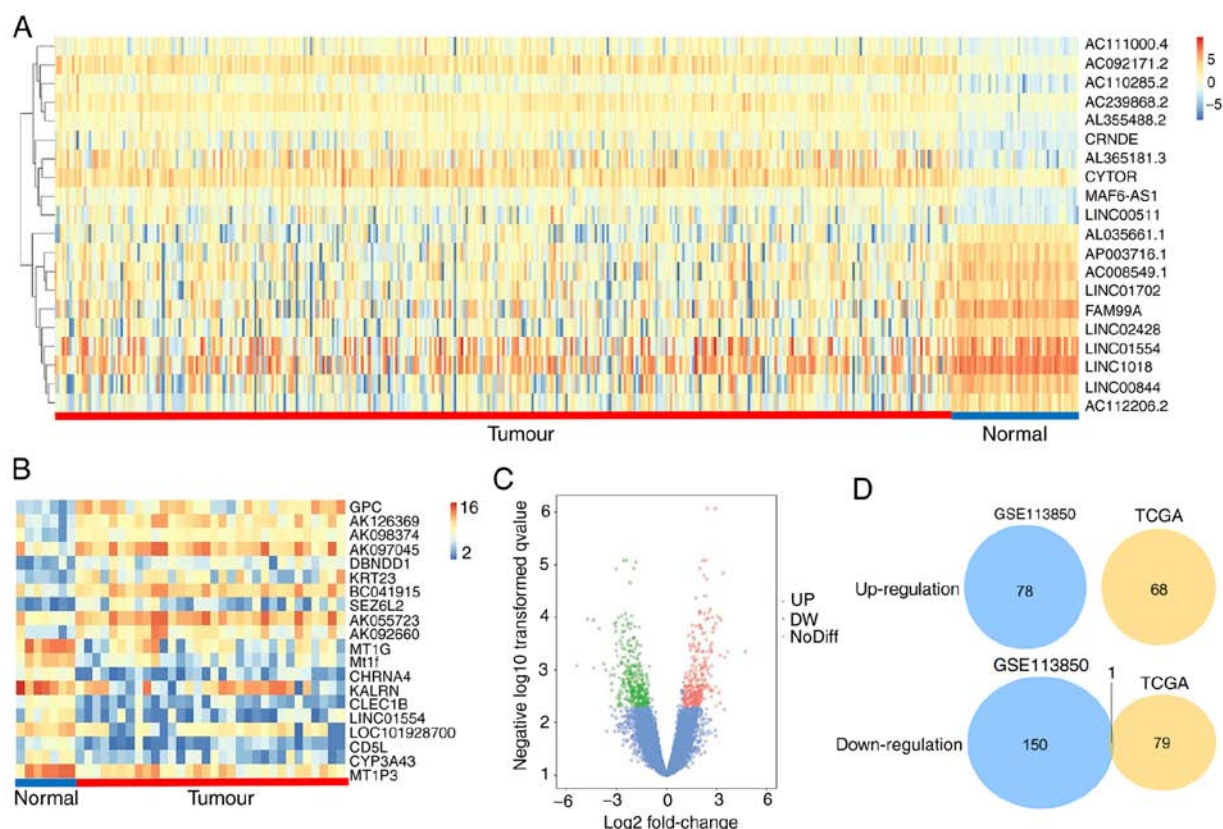 A
AC111000.4
AC092171.2
AC110285.2
AC239868.2
AL355488.2
CRNDE
AL365181.3
CYTOR
MAF6-AS1
LINC00511
AL035661.1
AP003716.1
AC008549.1
LINC01702
FAM99A
LINC02428
LINC01554
LINC1018
LINC00844
AC112206.2
5
0
−5
Tumour
Normal
B
GPC
AK126369
AK098374
AK097045
DBNDD1
KRT23
BC041915
SEZ6L2
AK055723
AK092660
MT1G
Mt1f
CHRNA4
KALRN
CLEC1B
LINC01554
LOC101928700
CD5L
CYP3A43
MT1P3
16
2
Normal
Tumour
C
Negative log10 transformed qvalue
6
5
4
3
2
1
−6
−3
0
3
6
Log2 fold-change
UP
DW
NoDiff
D
GSE113850
TCGA
Up-regulation
78
68
GSE113850
1
TCGA
Down-regulation
150
79